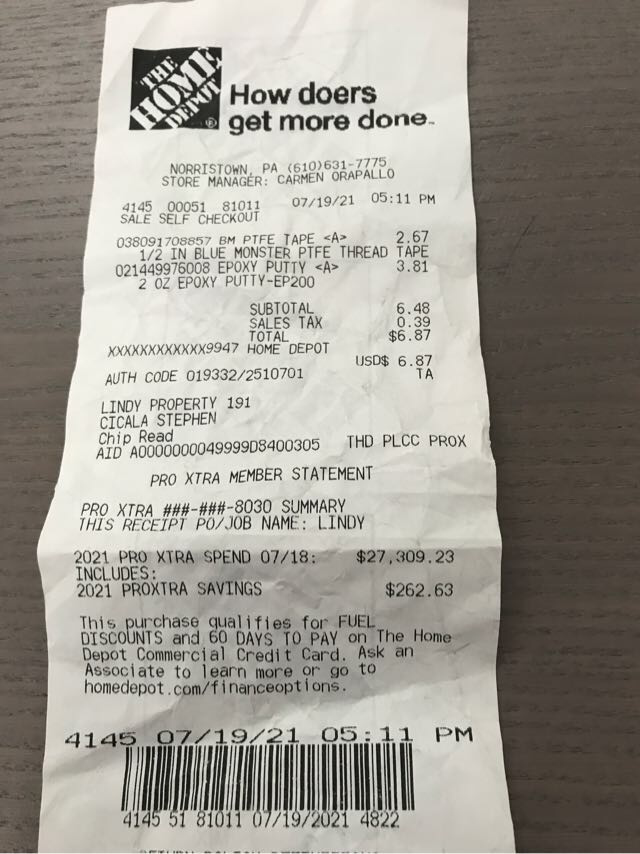 THE
HOME
DEPOT
®
How doers
get more done™
NORRISTOWN, PA (610)631-7775
STORE MANAGER: CARMEN ORAPALLO
4145 00051 81011 07/19/21 05:11 PM
SALE SELF CHECKOUT
038091708857 BM PTFE TAPE <A> 2.67
1/2 IN BLUE MONSTER PTFE THREAD TAPE
021449976008 EPOXY PUTTY <A> 3.81
2 OZ EPOXY PUTTY-EP200
SUBTOTAL 6.48
SALES TAX 0.39
TOTAL $6.87
XXXXXXXXXXXX9947 HOME DEPOT
USD$ 6.87
AUTH CODE 019332/2510701 TA
LINDY PROPERTY 191
CICALA STEPHEN
Chip Read
AID A0000000049999D8400305 THD PLCC PROX
PRO XTRA MEMBER STATEMENT
PRO XTRA ###-###-8030 SUMMARY
THIS RECEIPT PO/JOB NAME: LINDY
2021 PRO XTRA SPEND 07/18: $27,309.23
INCLUDES:
2021 PROXTRA SAVINGS $262.63
This purchase qualifies for FUEL
DISCOUNTS and 60 DAYS TO PAY on The Home
Depot Commercial Credit Card. Ask an
Associate to learn more or go to
homedepot.com/financeoptions.
4145 07/19/21 05:11 PM
4145 51 81011 07/19/2021 4822